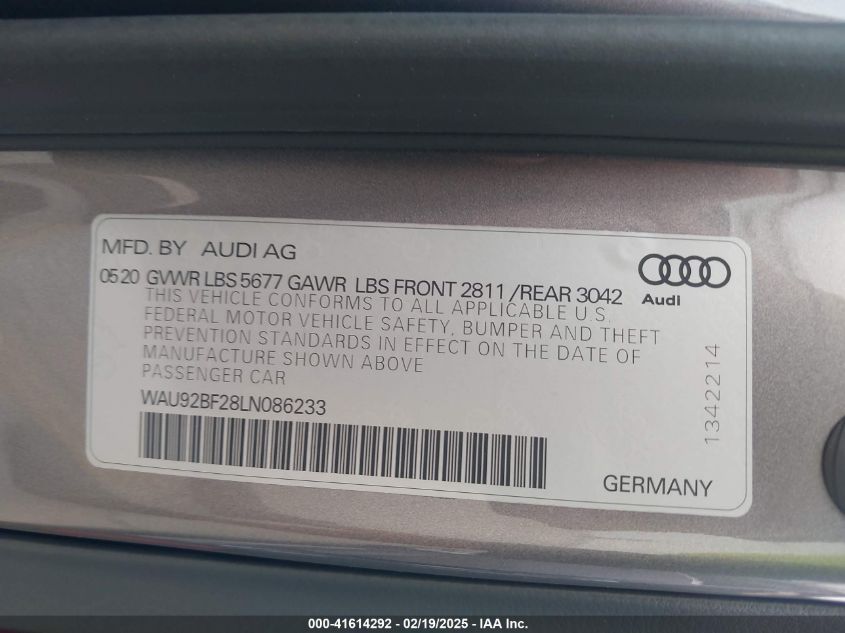 MFD. BY AUDI AG
0520 GVWR LBS 5677 GAWR LBS FRONT 2811 /REAR 3042
THIS VEHICLE CONFORMS TO ALL APPLICABLE U.S.
FEDERAL MOTOR VEHICLE SAFETY, BUMPER AND THEFT
PREVENTION STANDARDS IN EFFECT ON THE DATE OF
MANUFACTURE SHOWN ABOVE
PASSENGER CAR
WAU92BF28LN086233
Audi
1342214
GERMANY
000-41614292 - 02/19/2025 - IAA Inc.